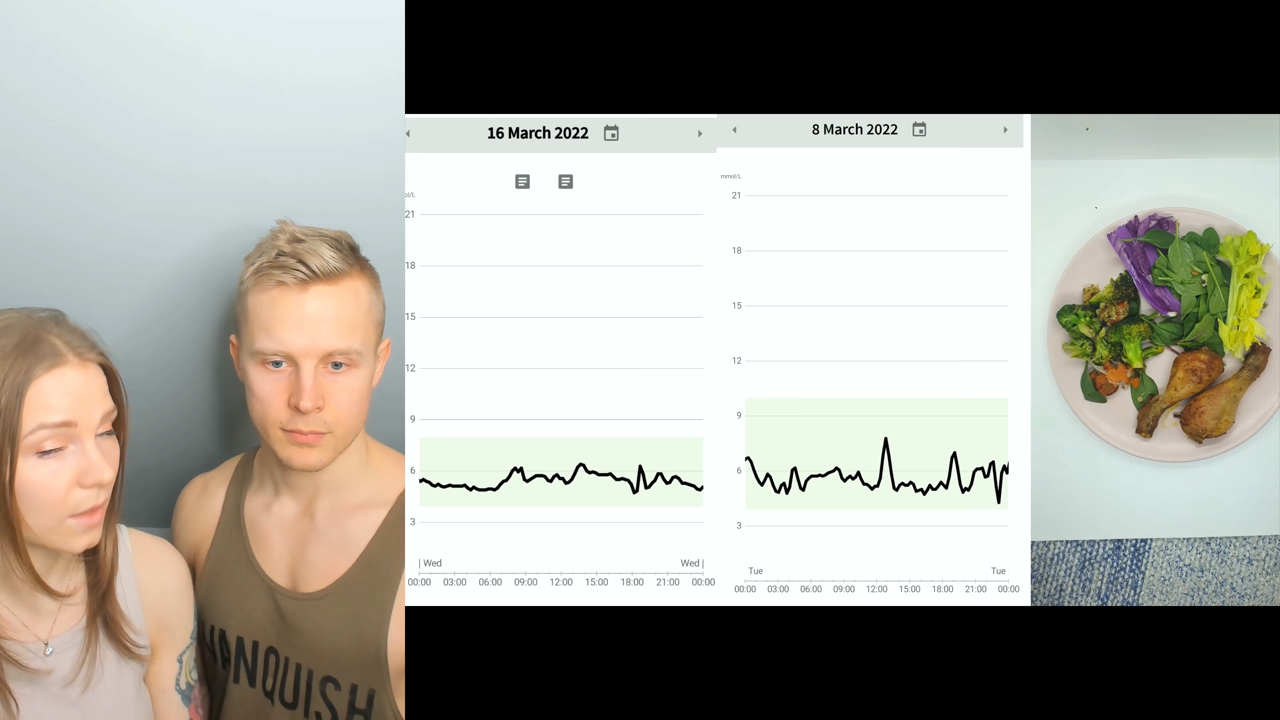 16 March 2022
ol/L
21
18
15
12
9
6
3
| Wed
Wed |
00:00 03:00 06:00 09:00 12:00 15:00 18:00 21:00 00:00
8 March 2022
mmol/L
21
18
15
12
9
6
3
Tue
Tue
00:00 03:00 06:00 09:00 12:00 15:00 18:00 21:00 00:00
VANQUISH